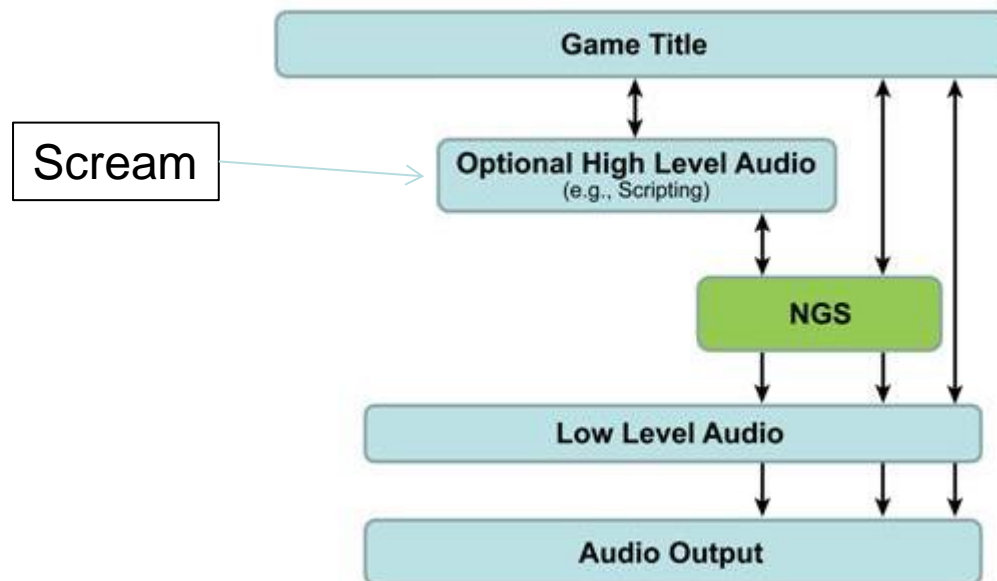 Game Title
Scream
Optional High Level Audio
(e.g., Scripting)
NGS
Low Level Audio
Audio Output